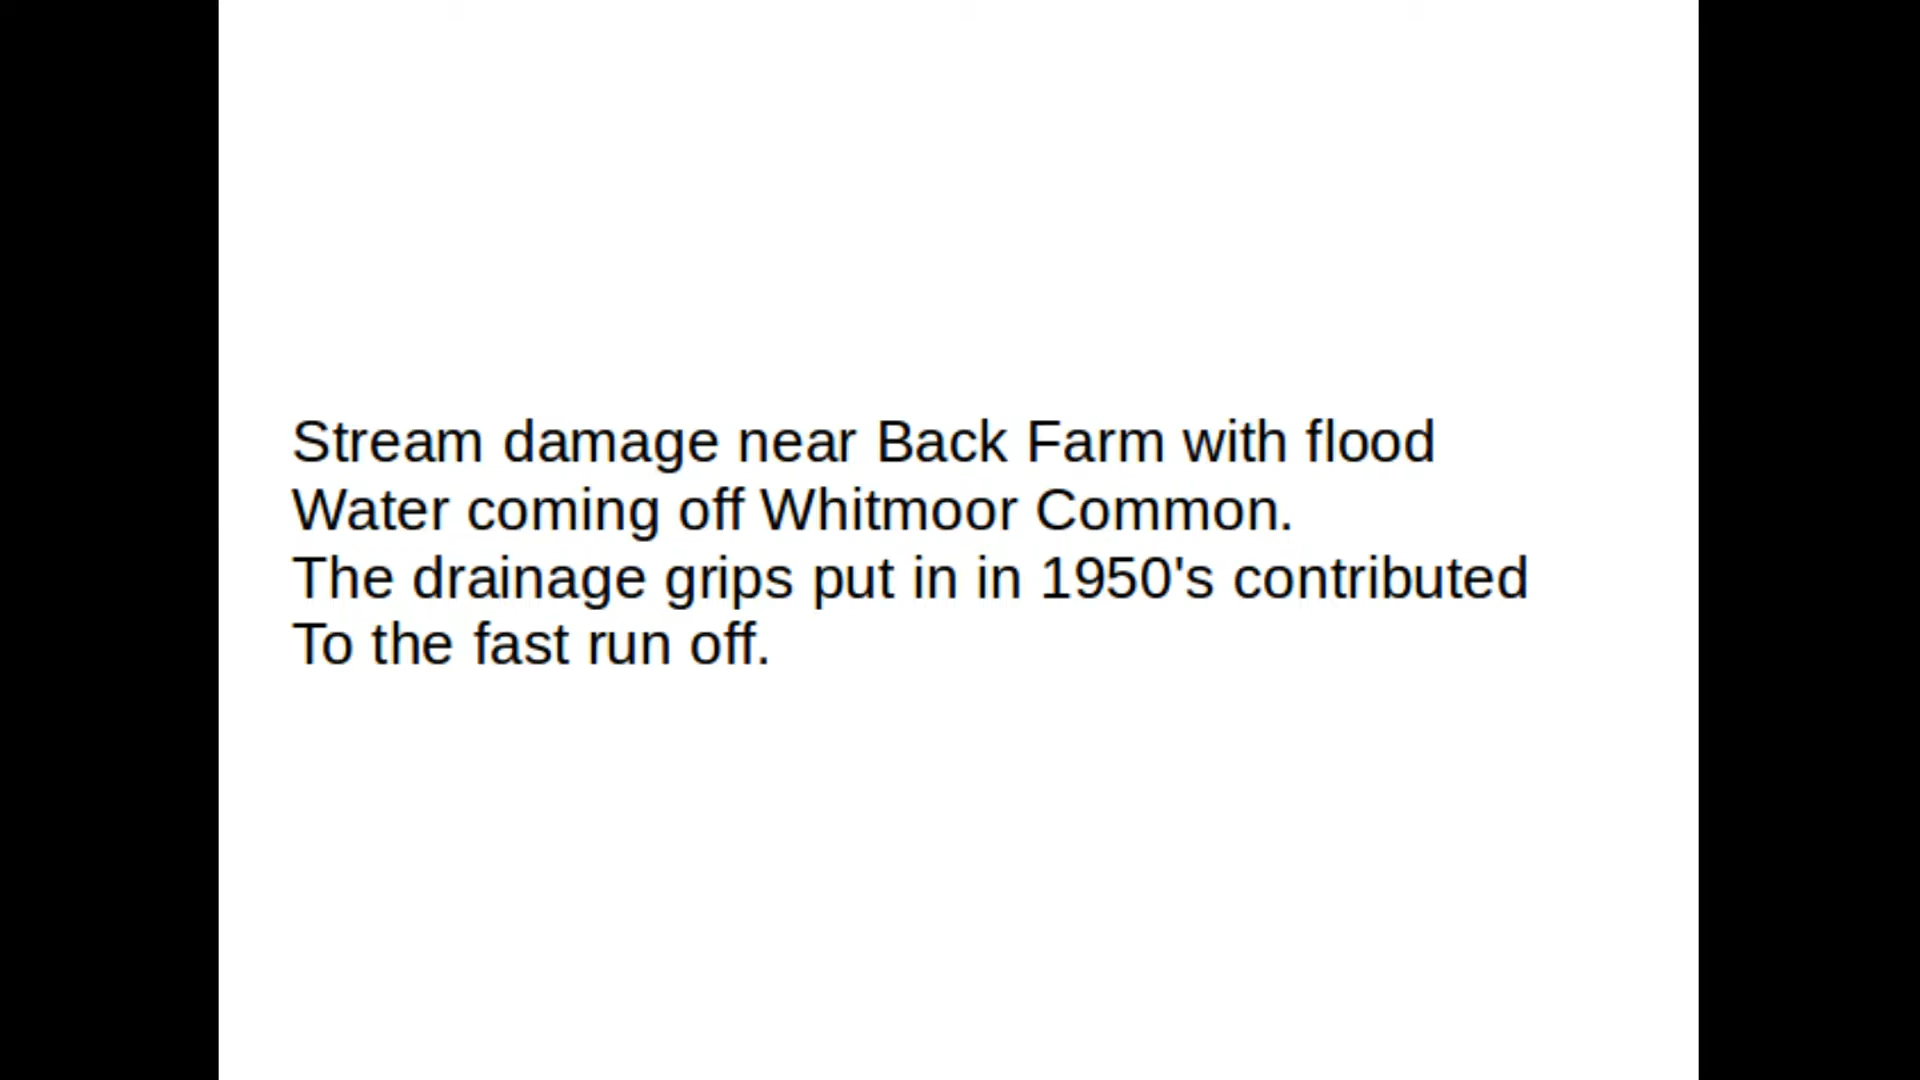 Stream damage near Back Farm with flood
Water coming off Whitmoor Common.
The drainage grips put in in 1950's contributed
To the fast run off.